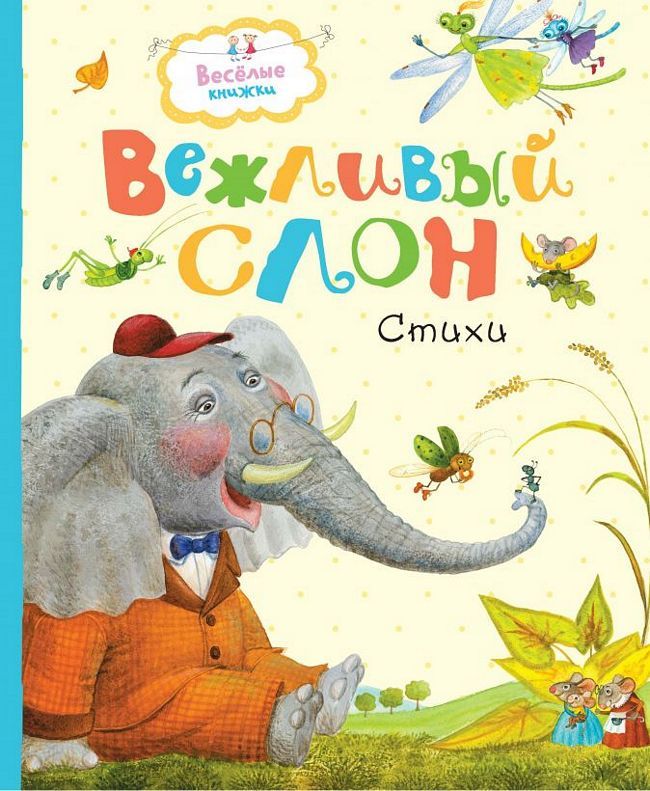 Весёлые
книжки
Вежливый
слон
Стихи